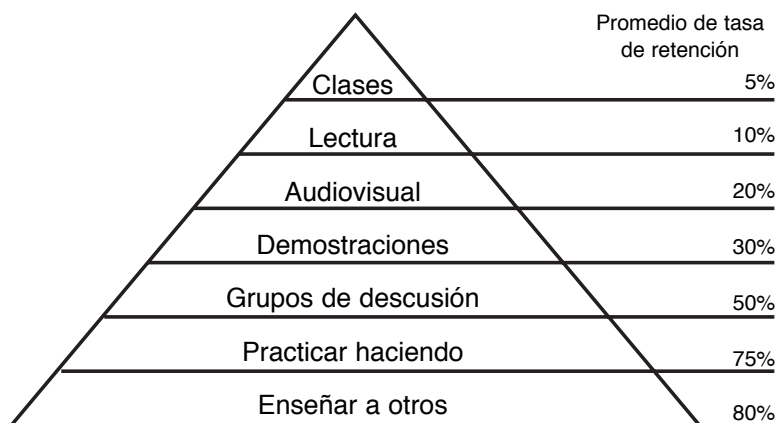 Promedio de tasa
de retención
Clases 5%
Lectura 10%
Audiovisual 20%
Demostraciones 30%
Grupos de descusión 50%
Practicar haciendo 75%
Enseñar a otros 80%